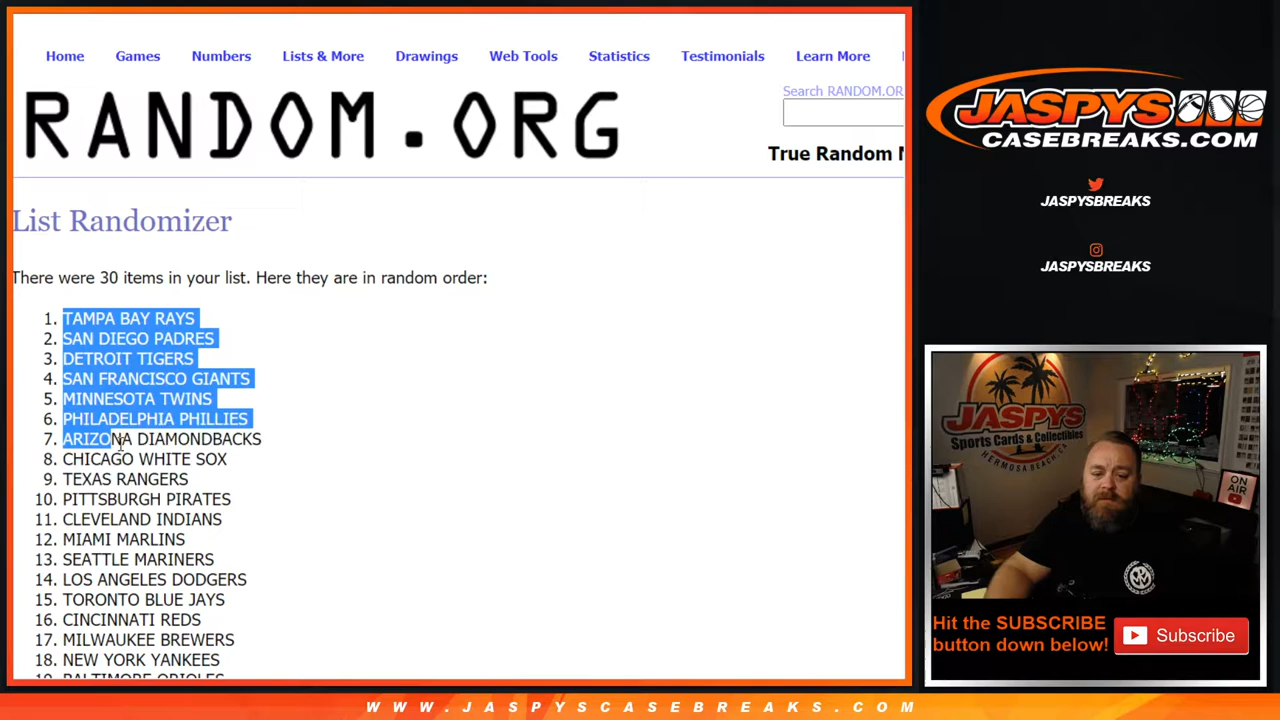 Home Games Numbers Lists & More Drawings Web Tools Statistics Testimonials Learn More
Search RANDOM.OR
RANDOM.ORG
True Random
List Randomizer
There were 30 items in your list. Here they are in random order:
1. TAMPA BAY RAYS
2. SAN DIEGO PADRES
3. DETROIT TIGERS
4. SAN FRANCISCO GIANTS
5. MINNESOTA TWINS
6. PHILADELPHIA PHILLIES
7. ARIZONA DIAMONDBACKS
8. CHICAGO WHITE SOX
9. TEXAS RANGERS
10. PITTSBURGH PIRATES
11. CLEVELAND INDIANS
12. MIAMI MARLINS
13. SEATTLE MARINERS
14. LOS ANGELES DODGERS
15. TORONTO BLUE JAYS
16. CINCINNATI REDS
17. MILWAUKEE BREWERS
18. NEW YORK YANKEES
JASPYS
CASEBREAKS.COM
JASPYSBREAKS
JASPYSBREAKS
JASPYS
Sports Cards & Collectibles
HERMOSA BEACH,
ON AIR
Hit the SUBSCRIBE
button down below!
Subscribe
WWW.JASPYSCASEBREAKS.COM